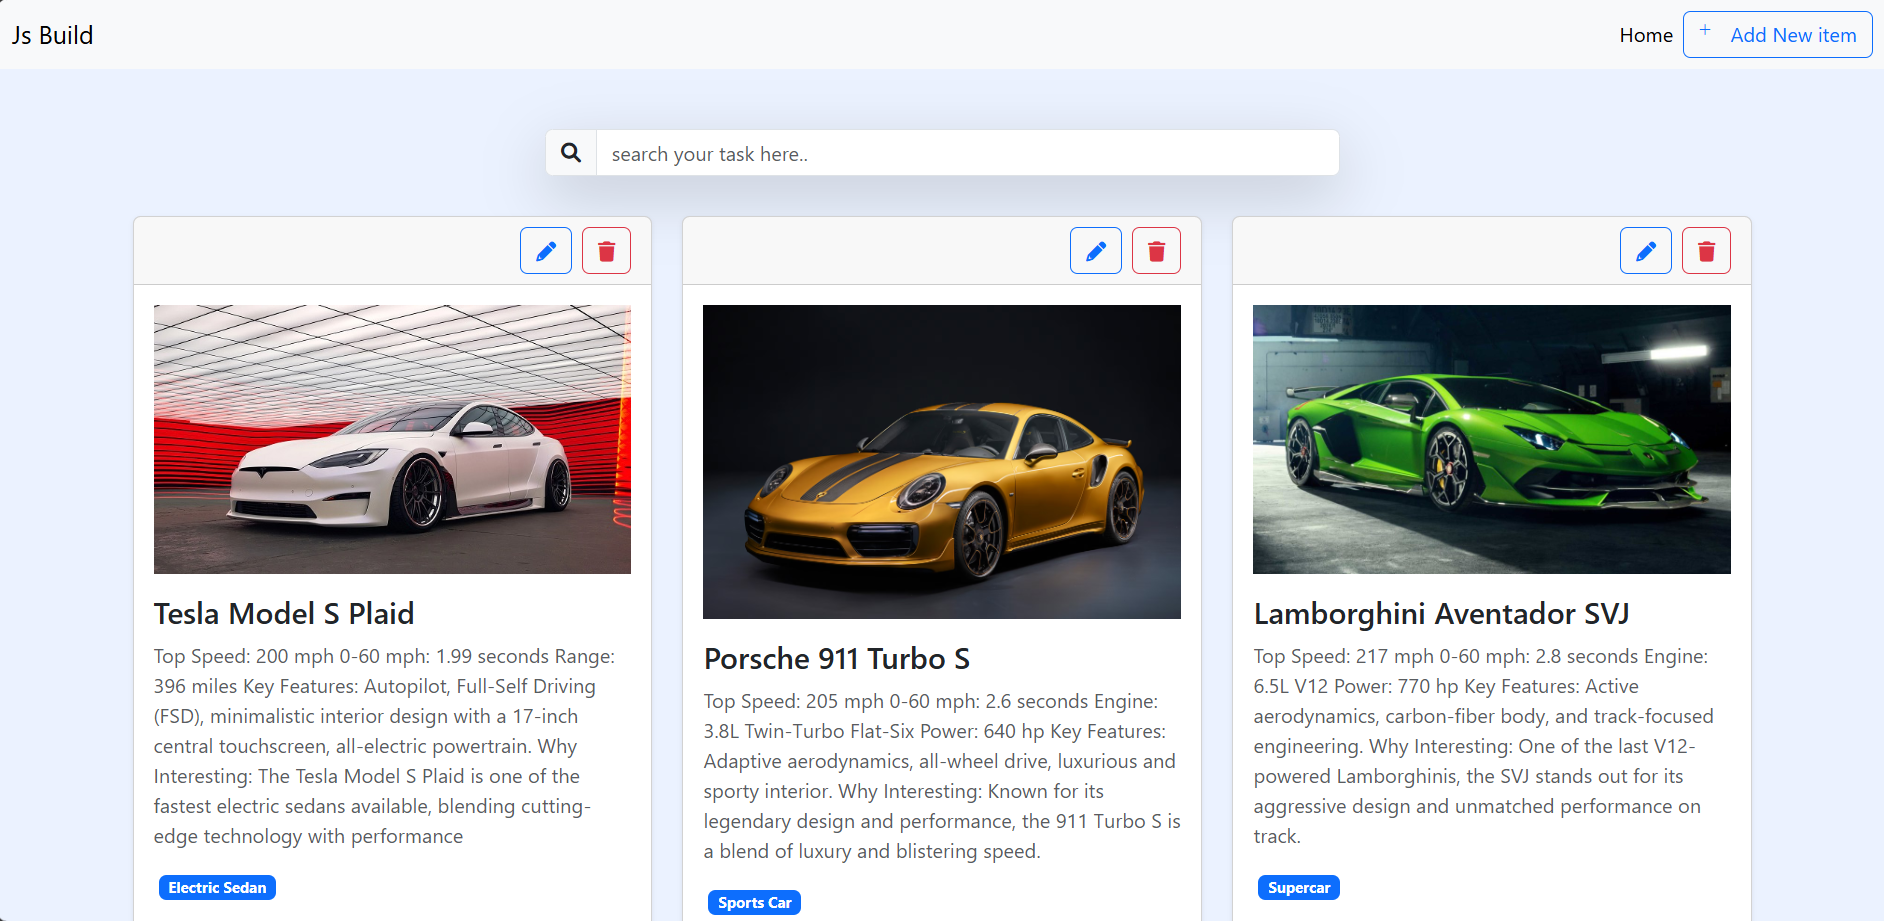 Js Build
Home
+ Add New item
search your task here..
Tesla Model S Plaid
Top Speed: 200 mph 0-60 mph: 1.99 seconds Range:
396 miles Key Features: Autopilot, Full-Self Driving
(FSD), minimalistic interior design with a 17-inch
central touchscreen, all-electric powertrain. Why
Interesting: The Tesla Model S Plaid is one of the
fastest electric sedans available, blending cutting-
edge technology with performance
Electric Sedan
Porsche 911 Turbo S
Top Speed: 205 mph 0-60 mph: 2.6 seconds Engine:
3.8L Twin-Turbo Flat-Six Power: 640 hp Key Features:
Adaptive aerodynamics, all-wheel drive, luxurious and
sporty interior. Why Interesting: Known for its
legendary design and performance, the 911 Turbo S is
a blend of luxury and blistering speed.
Sports Car
Lamborghini Aventador SVJ
Top Speed: 217 mph 0-60 mph: 2.8 seconds Engine:
6.5L V12 Power: 770 hp Key Features: Active
aerodynamics, carbon-fiber body, and track-focused
engineering. Why Interesting: One of the last V12-
powered Lamborghinis, the SVJ stands out for its
aggressive design and unmatched performance on
track.
Supercar